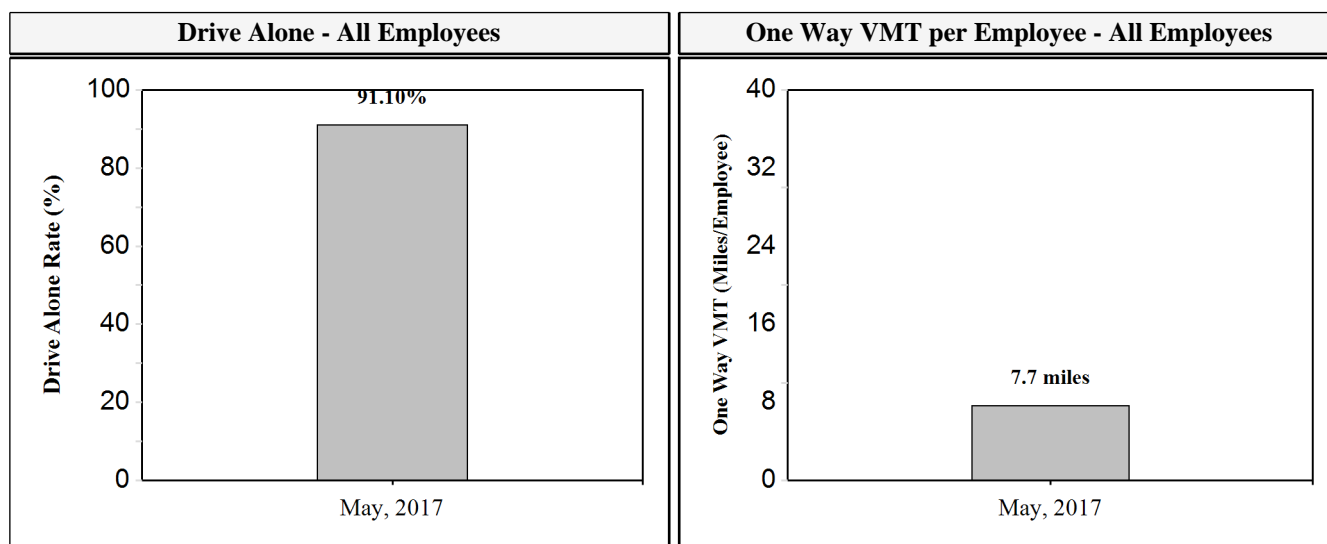 Drive Alone - All Employees
Drive Alone Rate (%)
100
80
60
40
20
0
91.10%
May, 2017
One Way VMT per Employee - All Employees
One Way VMT (Miles/Employee)
40
32
24
16
8
0
7.7 miles
May, 2017